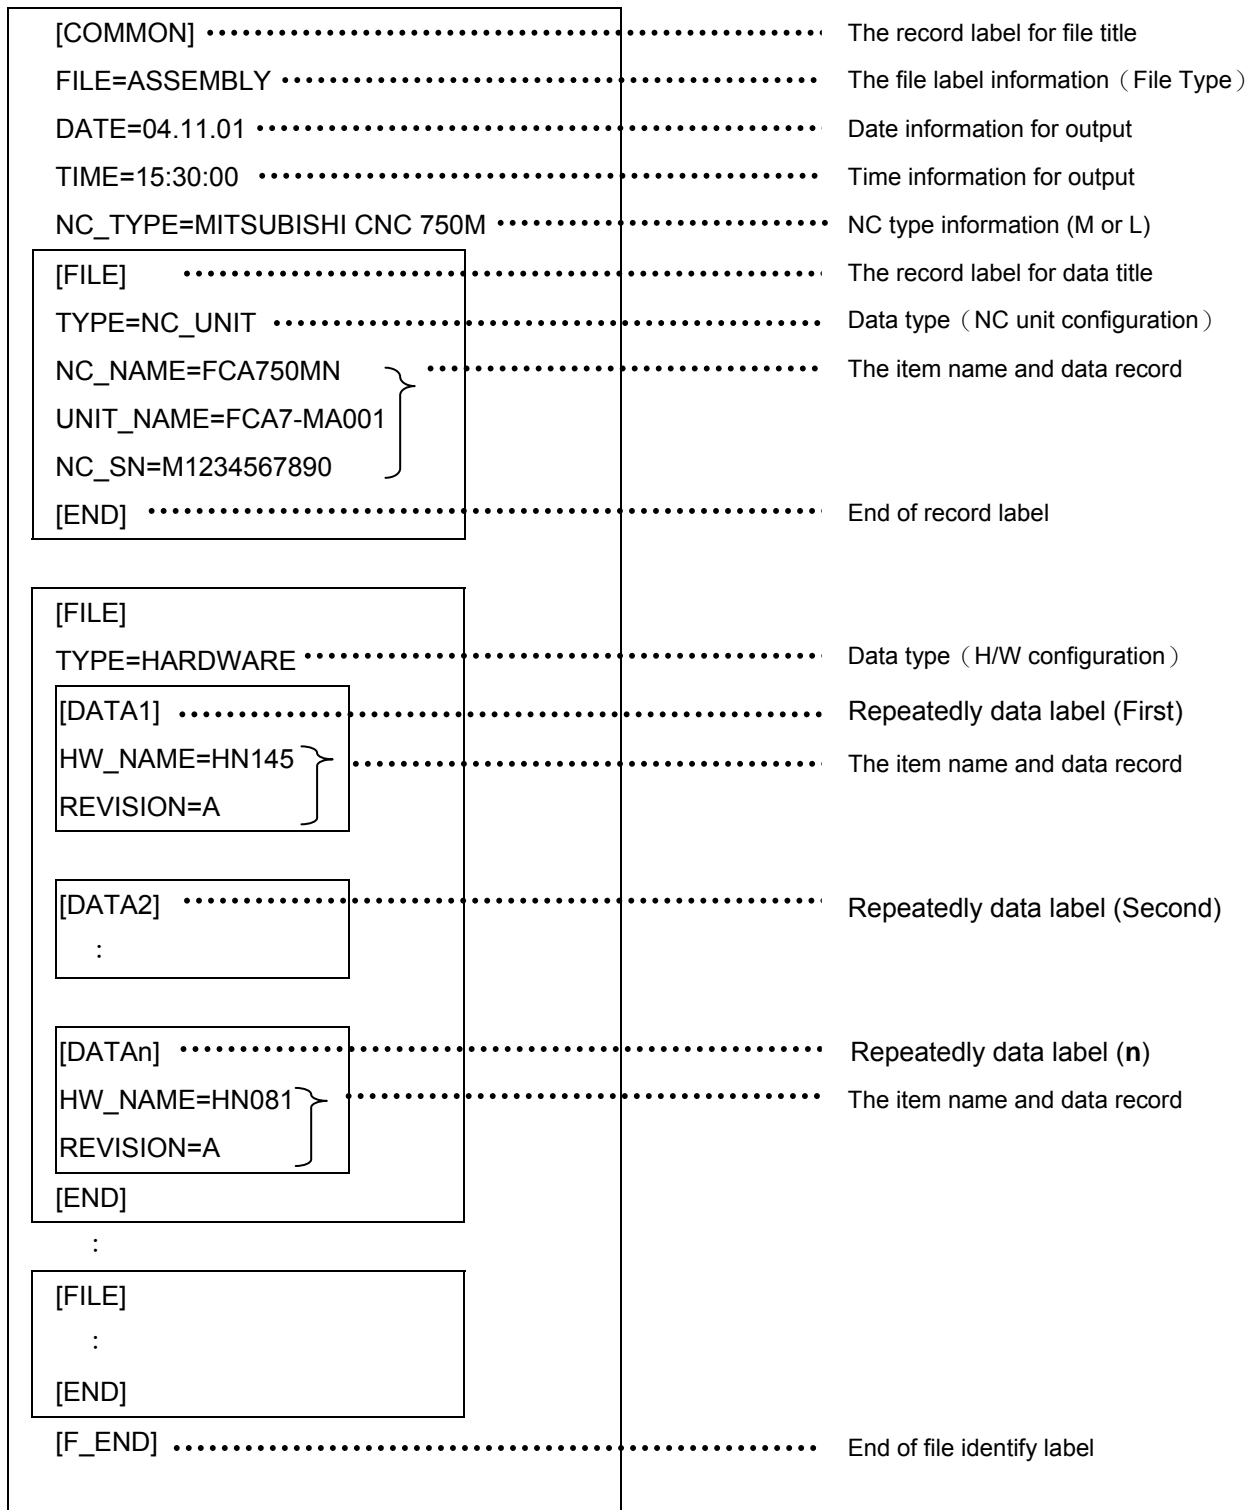 [COMMON] The record label for file title
FILE=ASSEMBLY The file label information（File Type）
DATE=04.11.01 Date information for output
TIME=15:30:00 Time information for output
NC_TYPE=MITSUBISHI CNC 750M NC type information (M or L)
[FILE] The record label for data title
TYPE=NC_UNIT Data type（NC unit configuration）
NC_NAME=FCA750MN The item name and data record
UNIT_NAME=FCA7-MA001
NC_SN=M1234567890
[END] End of record label
[FILE]
TYPE=HARDWARE Data type（H/W configuration）
[DATA1] Repeatedly data label (First)
HW_NAME=HN145 The item name and data record
REVISION=A
[DATA2] Repeatedly data label (Second)
:
[DATAn] Repeatedly data label (n)
HW_NAME=HN081 The item name and data record
REVISION=A
[END]
:
[FILE]
:
[END]
[F_END] End of file identify label